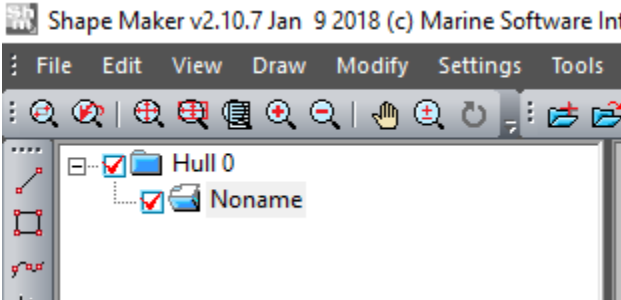 Shape Maker v2.10.7 Jan 9 2018 (c) Marine Software Int
File Edit View Draw Modify Settings Tools
Hull 0
Noname